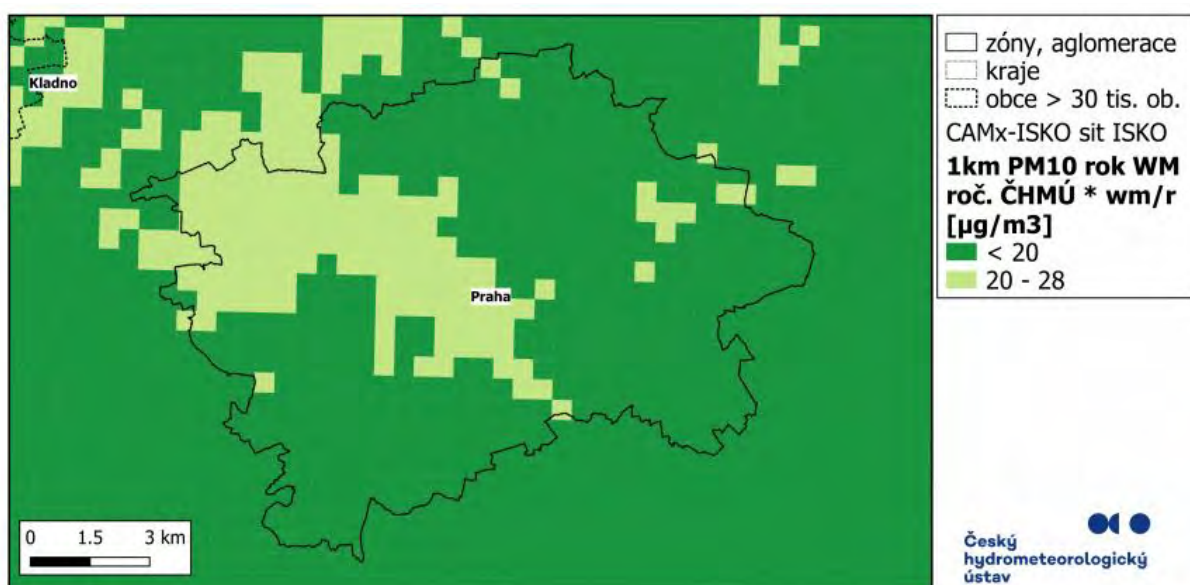 Kladno
Praha
0 1.5 3 km
zóny, aglomerace
kraje
obce > 30 tis. ob.
CAMx-ISKO sit ISKO
1km PM10 rok WM
roč. ČHMÚ * wm/r
[µg/m3]
< 20
20 - 28
Český
hydrometeorologický
ústav